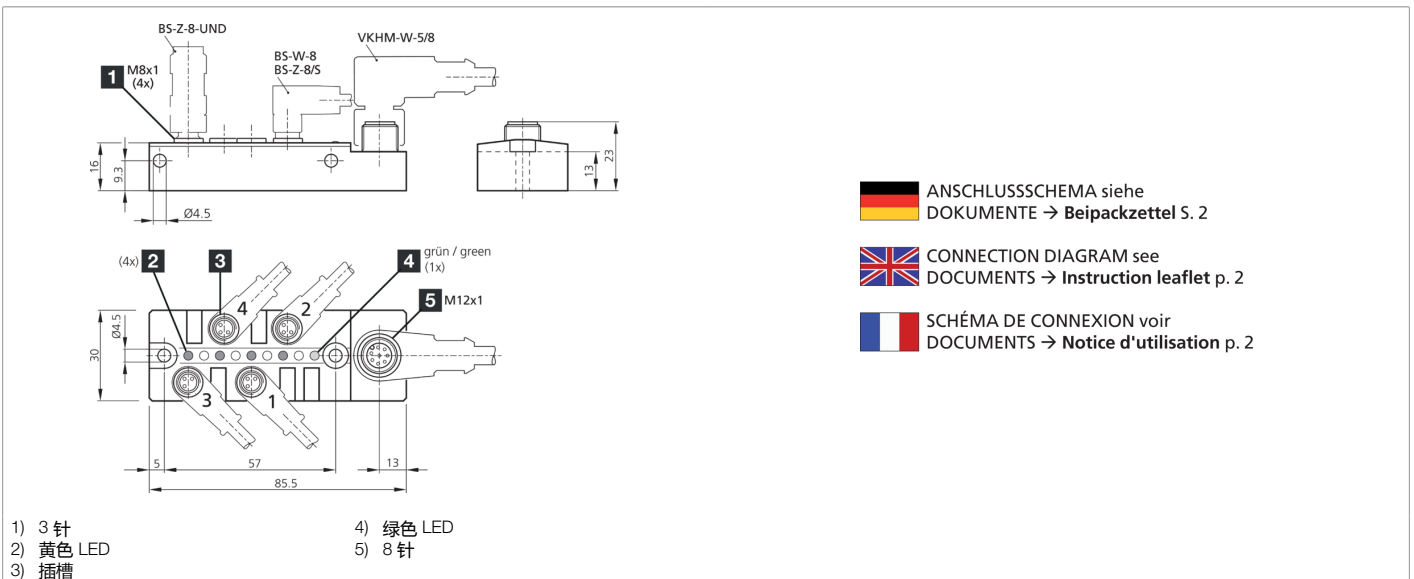 BS-Z-8-UND
BS-W-8
BS-Z-8/S
VKHM-W-5/8
1 M8x1
(4x)
16
9.3
Ø4.5
13
23
(4x) 2
3
4 grün / green
(1x)
5 M12x1
4
2
3
1
30
Ø4.5
5
57
13
85.5
ANSCHLUSSSCHEMA siehe
DOKUMENTE → Beipackzettel S. 2
CONNECTION DIAGRAM see
DOCUMENTS → Instruction leaflet p. 2
SCHÉMA DE CONNEXION voir
DOCUMENTS → Notice d'utilisation p. 2
1) 3 针
2) 黄色 LED
3) 插槽
4) 绿色 LED
5) 8 针